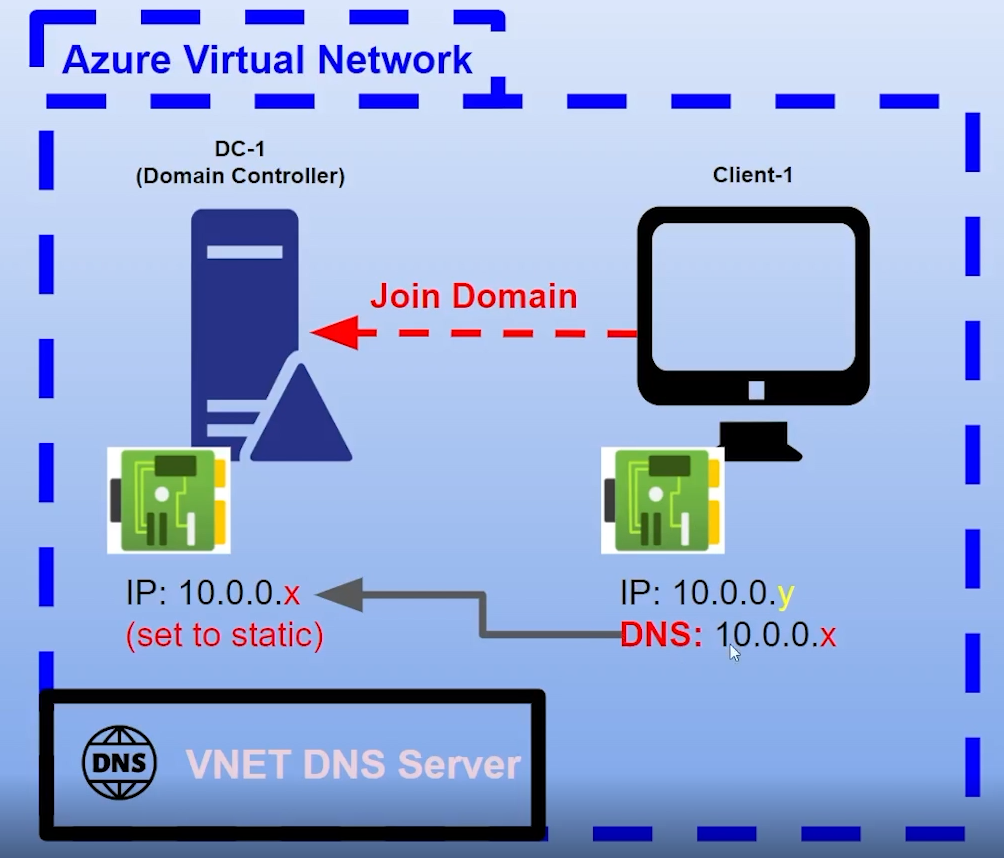 Azure Virtual Network
DC-1
(Domain Controller)
Client-1
Join Domain
IP: 10.0.0.x
(set to static)
IP: 10.0.0.y
DNS: 10.0.0.x
DNS
VNET DNS Server